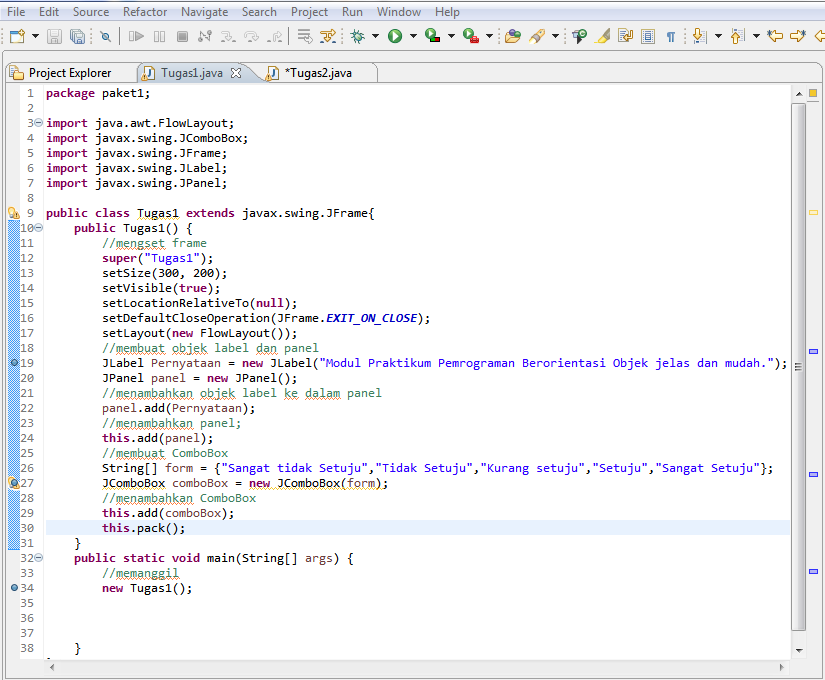 File Edit Source Refactor Navigate Search Project Run Window Help
Project Explorer Tugas1.java *Tugas2.java
1 package paket1;
2
3 import java.awt.FlowLayout;
4 import javax.swing.JComboBox;
5 import javax.swing.JFrame;
6 import javax.swing.JLabel;
7 import javax.swing.JPanel;
8
9 public class Tugas1 extends javax.swing.JFrame{
10 public Tugas1() {
11 //mengset frame
12 super("Tugas1");
13 setSize(300, 200);
14 setVisible(true);
15 setLocationRelativeTo(null);
16 setDefaultCloseOperation(JFrame.EXIT_ON_CLOSE);
17 setLayout(new FlowLayout());
18 //membuat objek label dan panel
19 JLabel Pernyataan = new JLabel("Modul Praktikum Pemrograman Berorientasi Objek jelas dan mudah.");
20 JPanel panel = new JPanel();
21 //menambahkan objek label ke dalam panel
22 panel.add(Pernyataan);
23 //menambahkan panel;
24 this.add(panel);
25 //membuat ComboBox
26 String[] form = {"Sangat tidak Setuju","Tidak Setuju","Kurang setuju","Setuju","Sangat Setuju"};
27 JComboBox comboBox = new JComboBox(form);
28 //menambahkan ComboBox
29 this.add(comboBox);
30 this.pack();
31 }
32 public static void main(String[] args) {
33 //memanggil
34 new Tugas1();
35
36
37
38 }